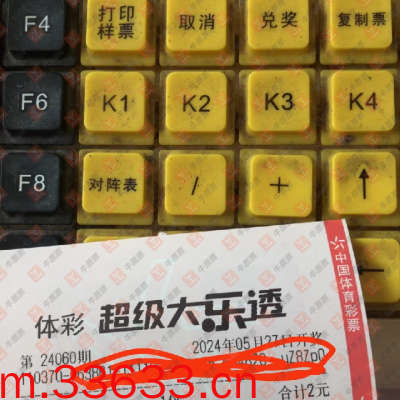 F4 打印样票 取消 兑奖 复制票
F6 K1 K2 K3 K4
F8 对阵表 / + ↑
中国体育彩票
体彩 超级大乐透
第 24060期 2024年05月27日开奖
合计2元
m.33633.cn